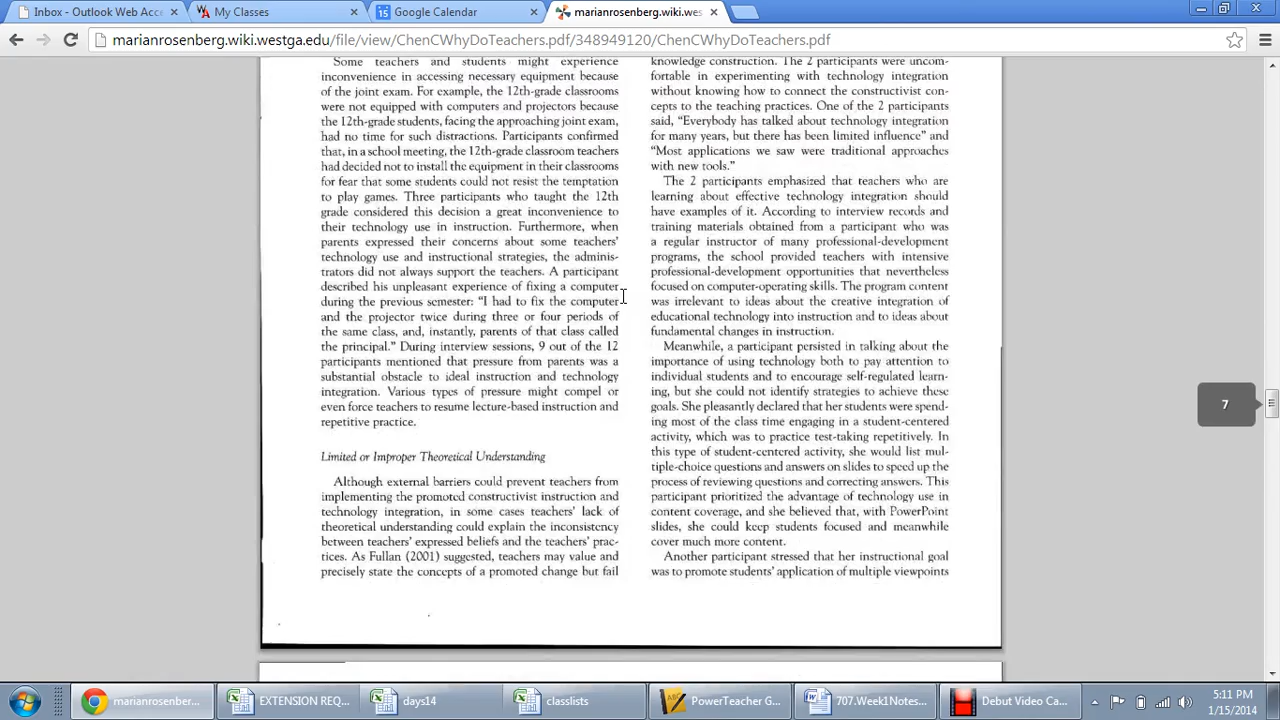 Inbox - Outlook Web Acce
My Classes
Google Calendar
marianrosenberg.wiki.wes
marianrosenberg.wiki.westga.edu/file/view/ChenCWhyDoTeachers.pdf/348949120/ChenCWhyDoTeachers.pdf
Some teachers and students might experience
inconvenience in accessing necessary equipment because
of the joint exam. For example, the 12th-grade classrooms
were not equipped with computers and projectors because
the 12th-grade students, facing the approaching joint exam,
had no time for such distractions. Participants confirmed
that, in a school meeting, the 12th-grade classroom teachers
had decided not to install the equipment in their classrooms
for fear that some students could not resist the temptation
to play games. Three participants who taught the 12th
grade considered this decision a great inconvenience to
their technology use in instruction. Furthermore, when
parents expressed their concerns about some teachers'
technology use and instructional strategies, the adminis-
trators did not always support the teachers. A participant
described his unpleasant experience of fixing a computer
during the previous semester: “I had to fix the computer
and the projector twice during three or four periods of
the same class, and, instantly, parents of that class called
the principal.” During interview sessions, 9 out of the 12
participants mentioned that pressure from parents was a
substantial obstacle to ideal instruction and technology
integration. Various types of pressure might compel or
even force teachers to resume lecture-based instruction and
repetitive practice.
Limited or Improper Theoretical Understanding
Although external barriers could prevent teachers from
implementing the promoted constructivist instruction and
technology integration, in some cases teachers' lack of
theoretical understanding could explain the inconsistency
between teachers' expressed beliefs and the teachers' prac-
tices. As Fullan (2001) suggested, teachers may value and
precisely state the concepts of a promoted change but fail
knowledge construction. The 2 participants were uncom-
fortable in experimenting with technology integration
without knowing how to connect the constructivist con-
cepts to the teaching practices. One of the 2 participants
said, “Everybody has talked about technology integration
for many years, but there has been limited influence” and
“Most applications we saw were traditional approaches
with new tools.”
The 2 participants emphasized that teachers who are
learning about effective technology integration should
have examples of it. According to interview records and
training materials obtained from a participant who was
a regular instructor of many professional-development
programs, the school provided teachers with intensive
professional-development opportunities that nevertheless
focused on computer-operating skills. The program content
was irrelevant to ideas about the creative integration of
educational technology into instruction and to ideas about
fundamental changes in instruction.
Meanwhile, a participant persisted in talking about the
importance of using technology both to pay attention to
individual students and to encourage self-regulated learn-
ing, but she could not identify strategies to achieve these
goals. She pleasantly declared that her students were spend-
ing most of the class time engaging in a student-centered
activity, which was to practice test-taking repetitively. In
this type of student-centered activity, she would list mul-
tiple-choice questions and answers on slides to speed up the
process of reviewing questions and correcting answers. This
participant prioritized the advantage of technology use in
content coverage, and she believed that, with PowerPoint
slides, she could keep students focused and meanwhile
cover much more content.
Another participant stressed that her instructional goal
was to promote students' application of multiple viewpoints
7
marianrosenberg...
EXTENSION REQ...
days14
classlists
PowerTeacher G...
707.Week1Notes...
Debut Video Ca...
5:11 PM
1/15/2014